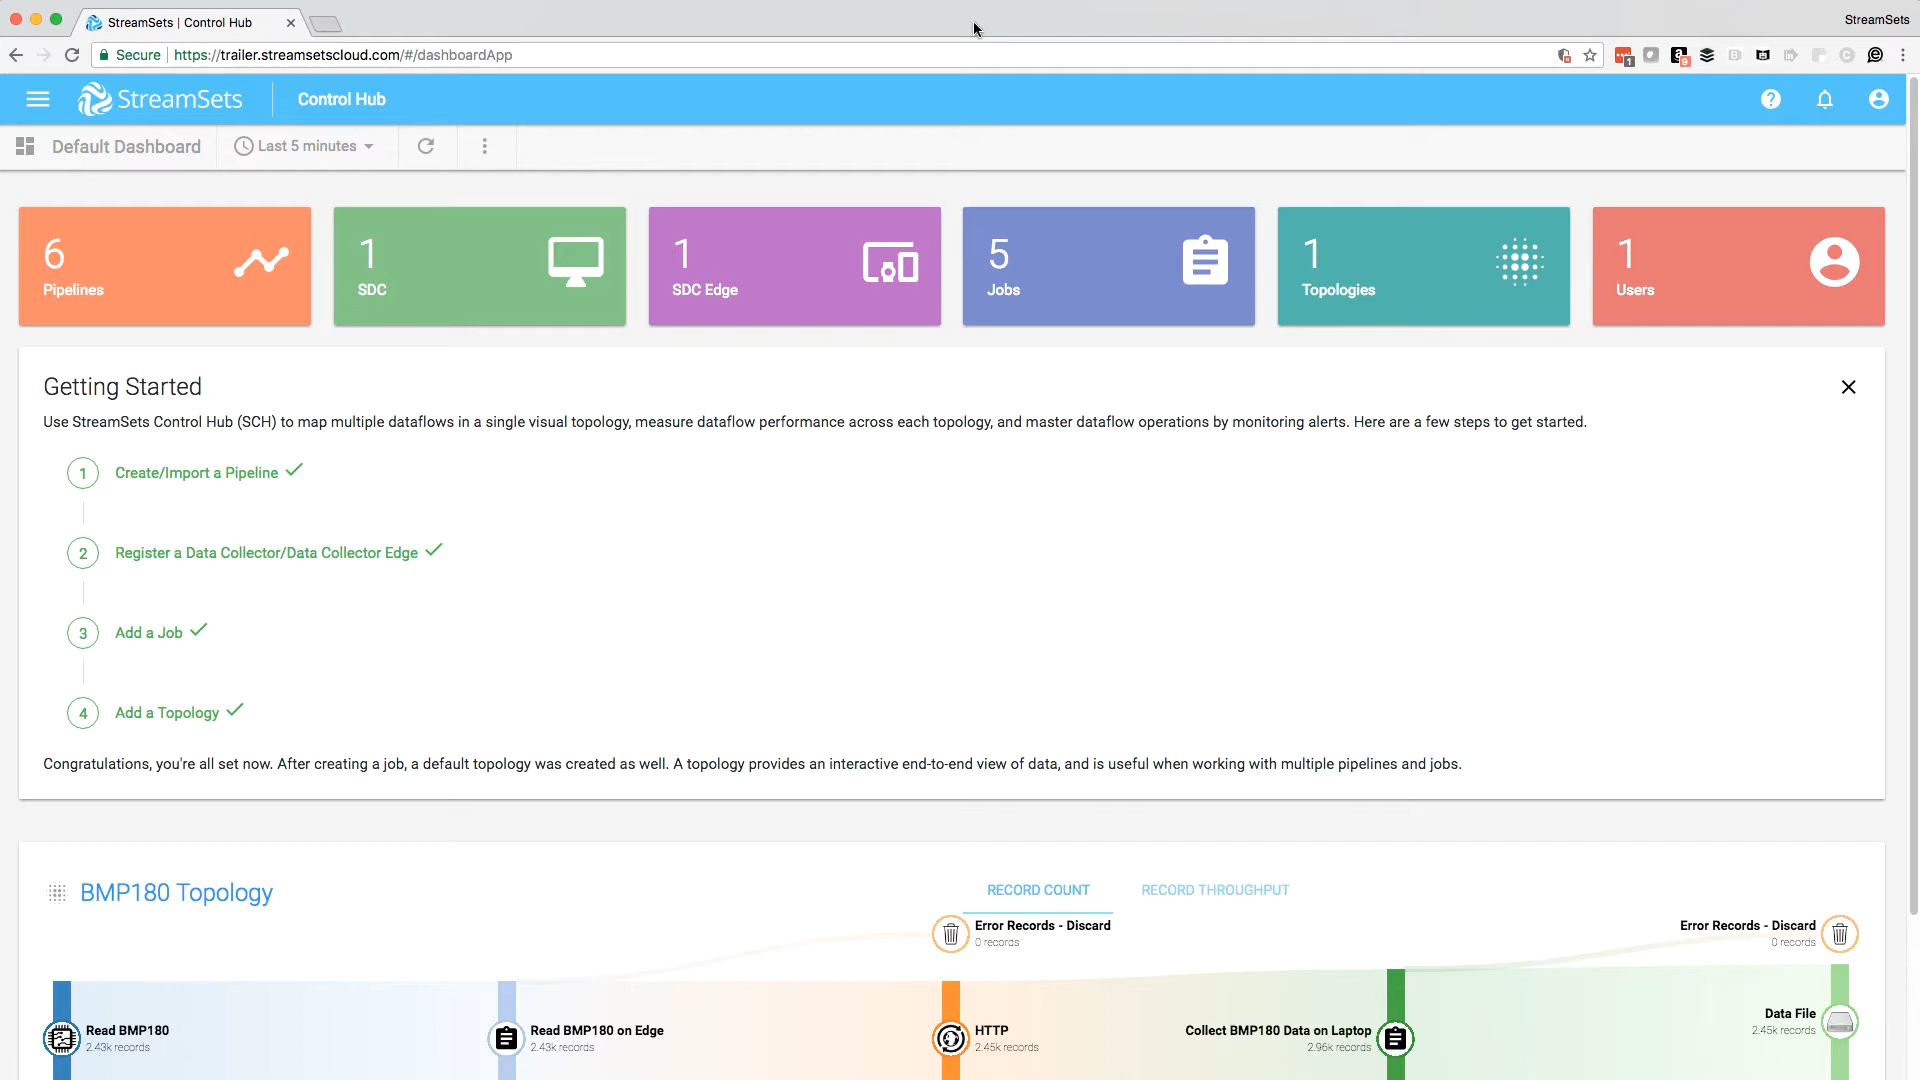 StreamSets | Control Hub
StreamSets
Secure
https://trailer.streamsetscloud.com/#/dashboardApp
1
9
StreamSets
Control Hub
Default Dashboard
Last 5 minutes
6
Pipelines
1
SDC
1
SDC Edge
5
Jobs
1
Topologies
1
Users
Getting Started
Use StreamSets Control Hub (SCH) to map multiple dataflows in a single visual topology, measure dataflow performance across each topology, and master dataflow operations by monitoring alerts. Here are a few steps to get started.
1 Create/Import a Pipeline
2 Register a Data Collector/Data Collector Edge
3 Add a Job
4 Add a Topology
Congratulations, you're all set now. After creating a job, a default topology was created as well. A topology provides an interactive end-to-end view of data, and is useful when working with multiple pipelines and jobs.
BMP180 Topology
RECORD COUNT
RECORD THROUGHPUT
Error Records - Discard
0 records
Error Records - Discard
0 records
Read BMP180
2.43k records
Read BMP180 on Edge
2.43k records
HTTP
2.45k records
Collect BMP180 Data on Laptop
2.96k records
Data File
2.45k records